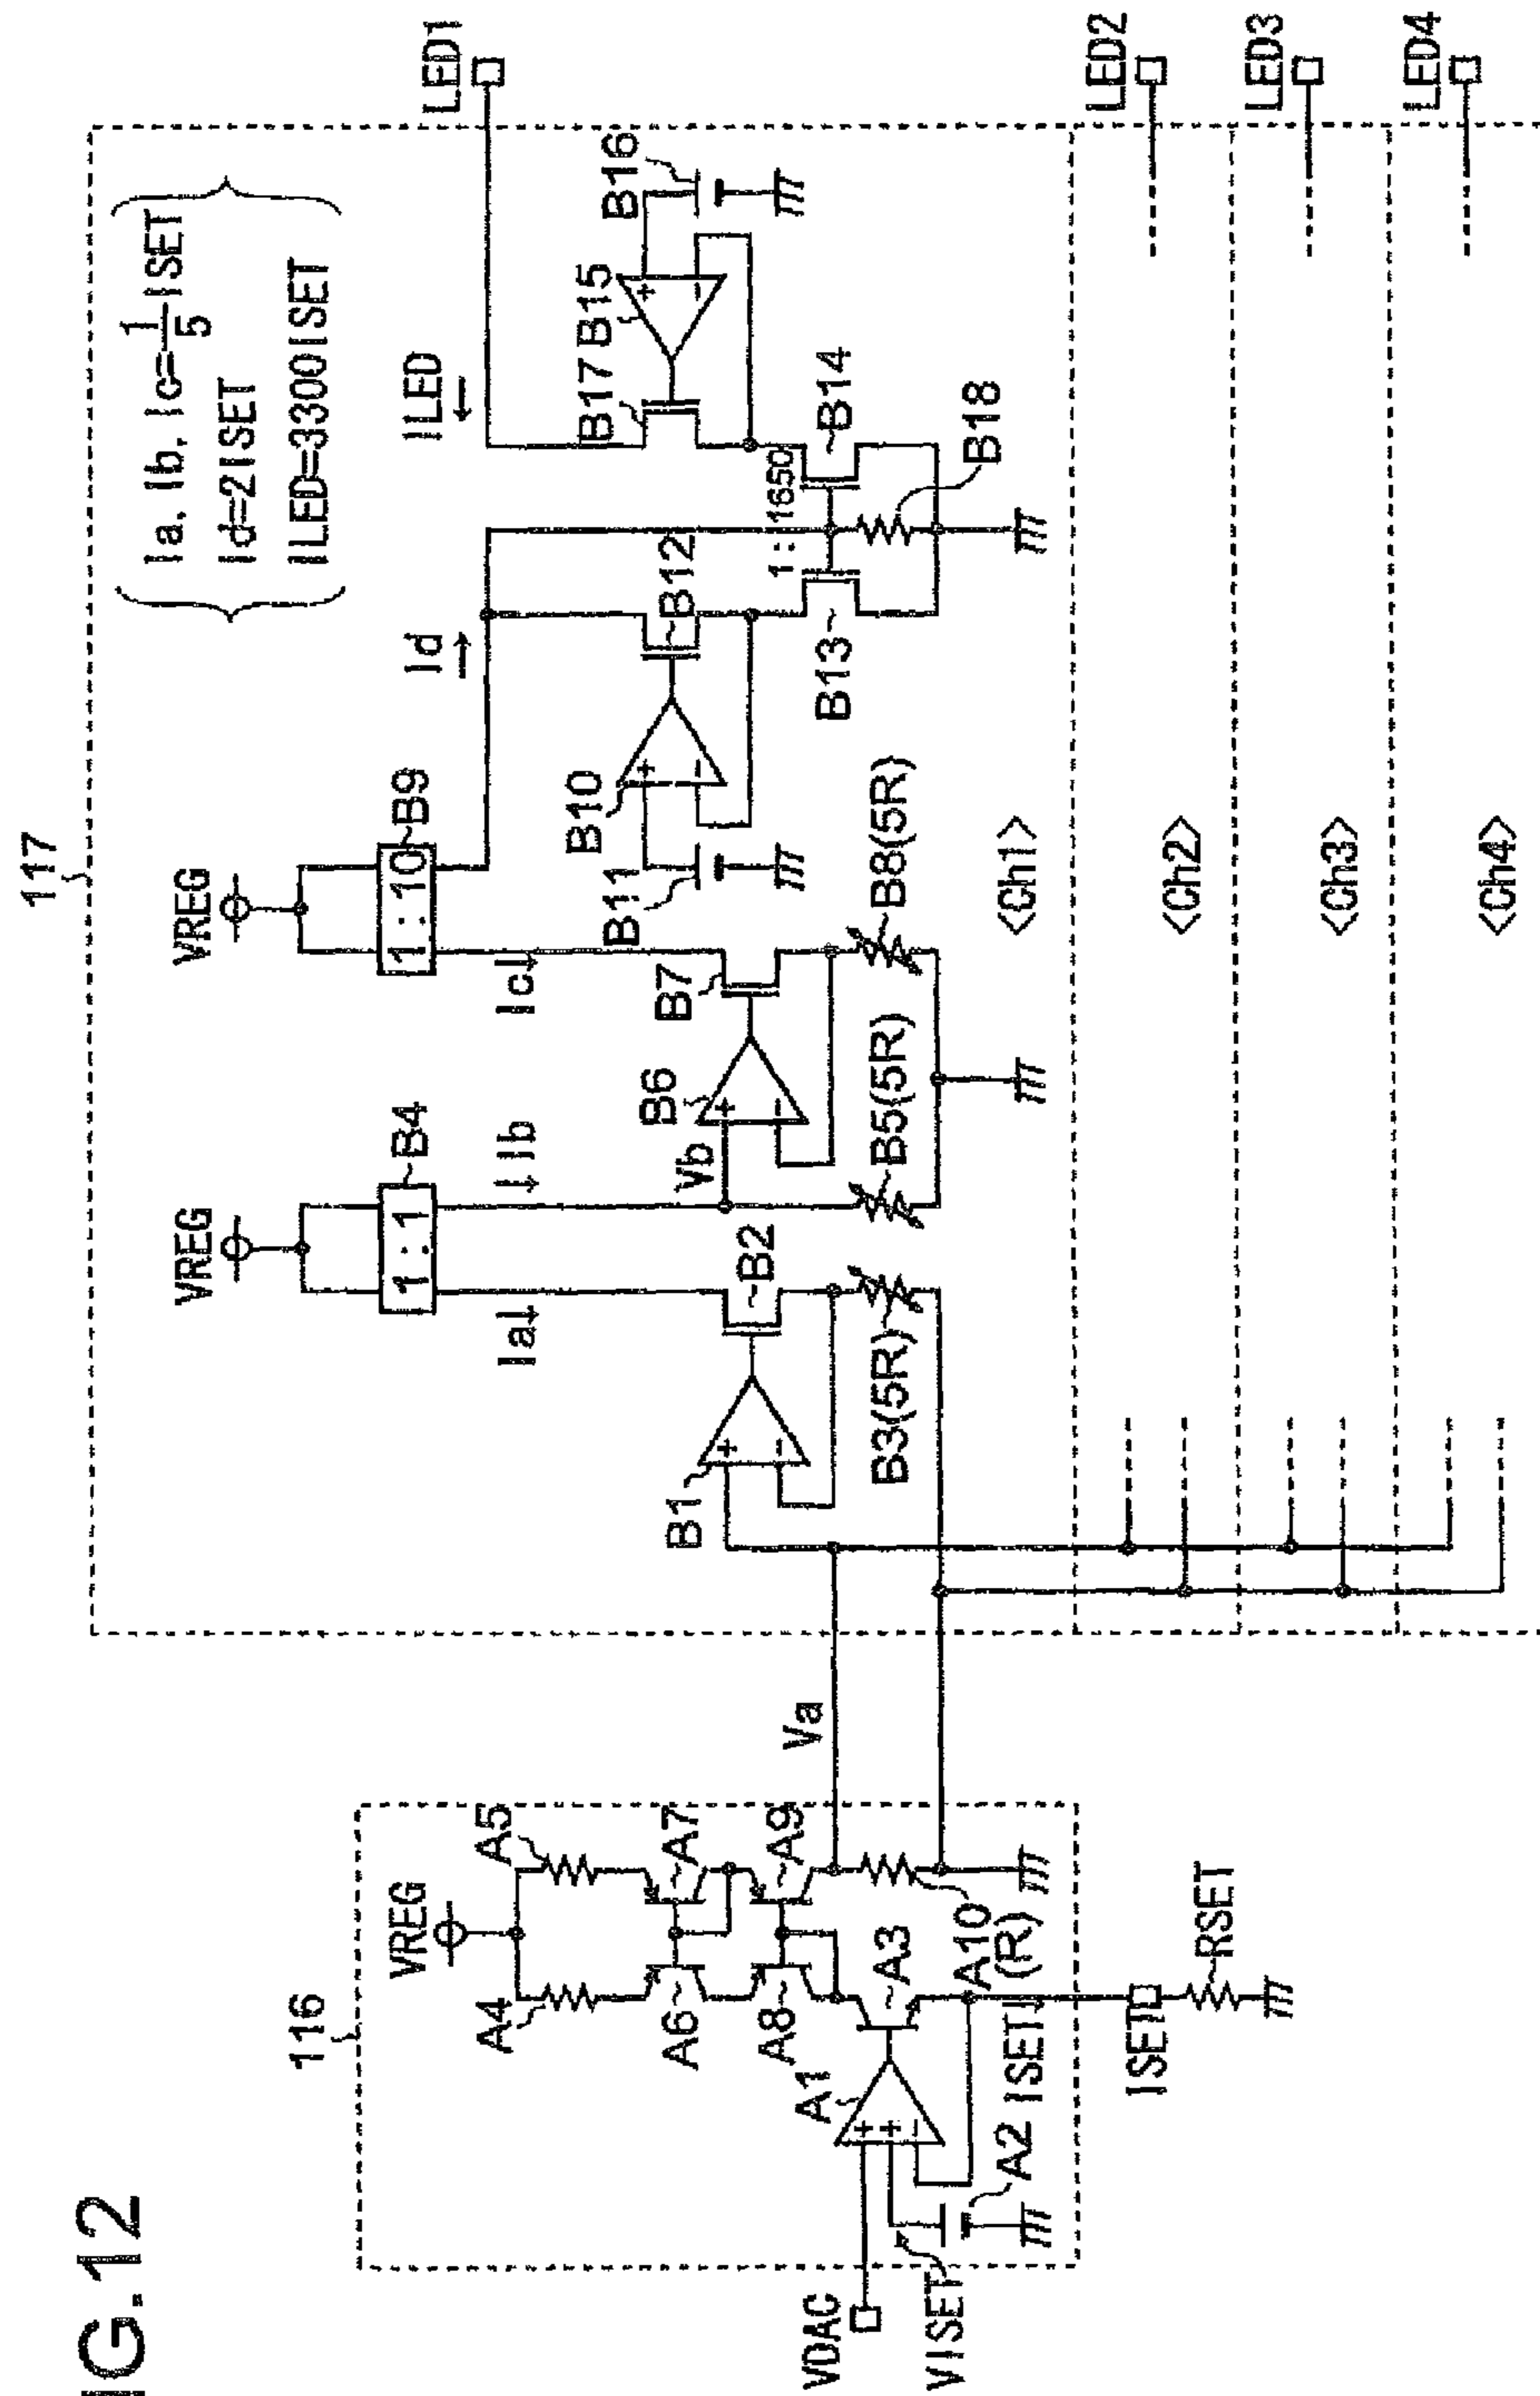 FIG.12
117
Ia, Ib, Ic=1/5 ISET
Id=2ISET
ILED=3300ISET
VREG
VREG
B4
1 : 1
B9
1 : 10
Ia
Ib
Ic
Id
ILED
LED1
B1
B2
B3(5R)
Vb
B5(5R)
B6
B7
B8(5R)
B10
B11
B12
B13
1 : 1650
B14
B15
B16
B17
B18
<Ch1>
<Ch2>
LED2
<Ch3>
LED3
<Ch4>
LED4
116
VREG
A4
A5
A6
A7
A8
A9
Va
A1
A3
A10
(R)
VDAC
VISET
A2
ISET
ISET
RSET